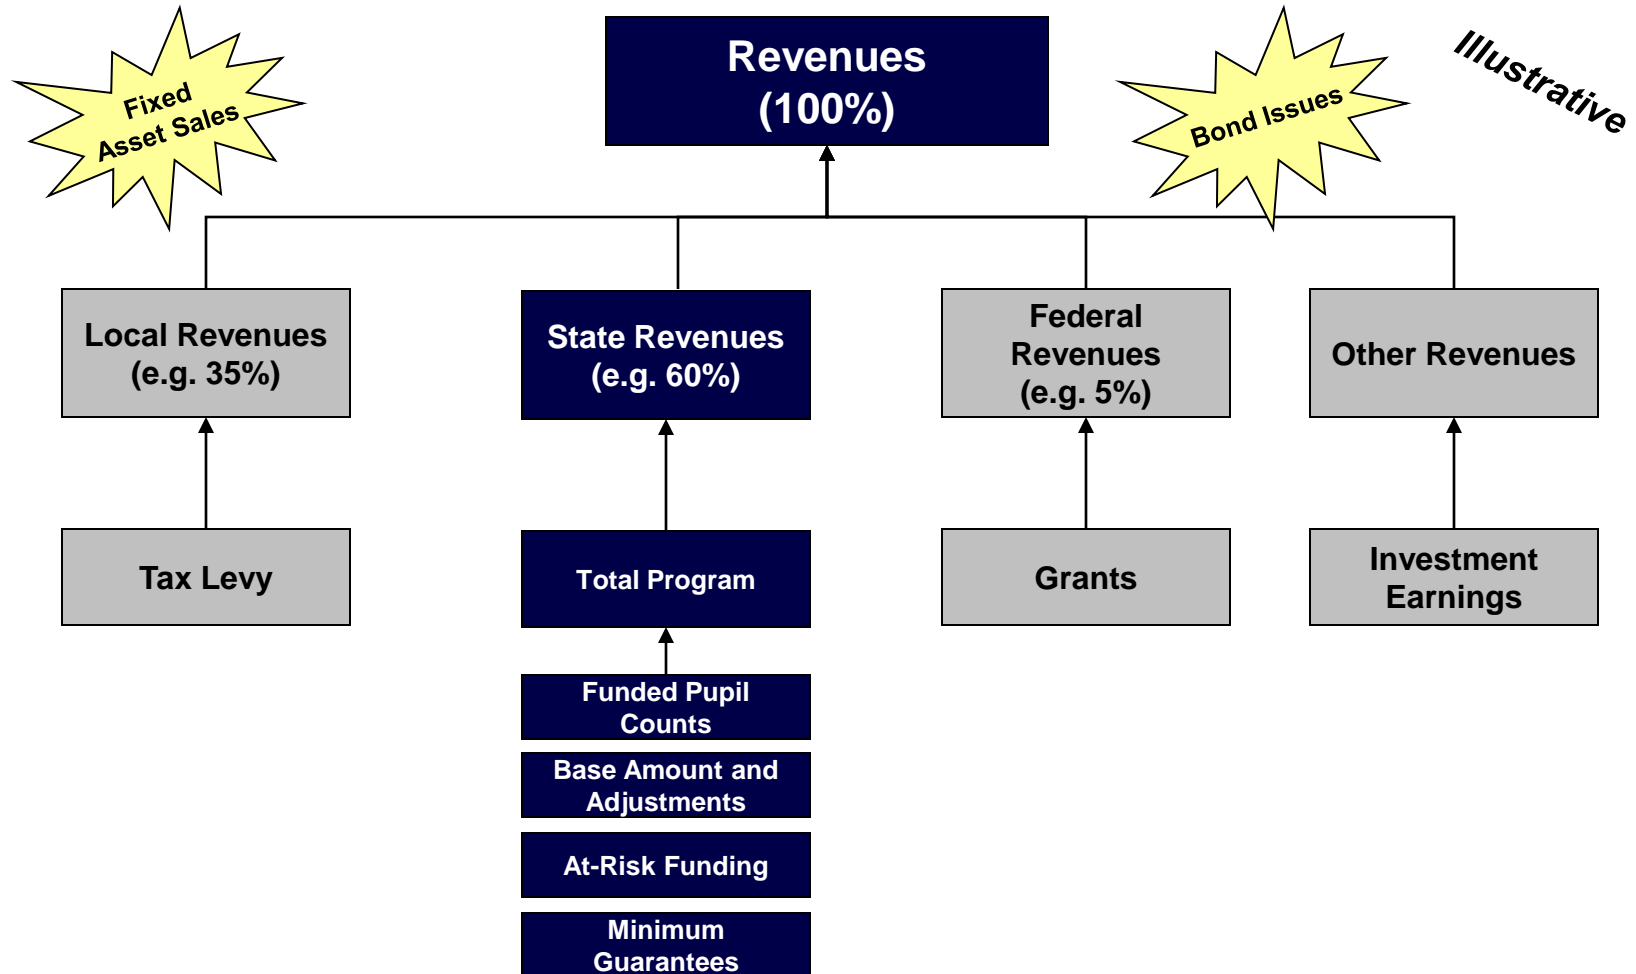 Fixed
Asset Sales
Revenues
(100%)
Bond Issues
Illustrative
Local Revenues
(e.g. 35%)
State Revenues
(e.g. 60%)
Federal
Revenues
(e.g. 5%)
Other Revenues
Tax Levy
Total Program
Grants
Investment
Earnings
Funded Pupil
Counts
Base Amount and
Adjustments
At-Risk Funding
Minimum
Guarantees